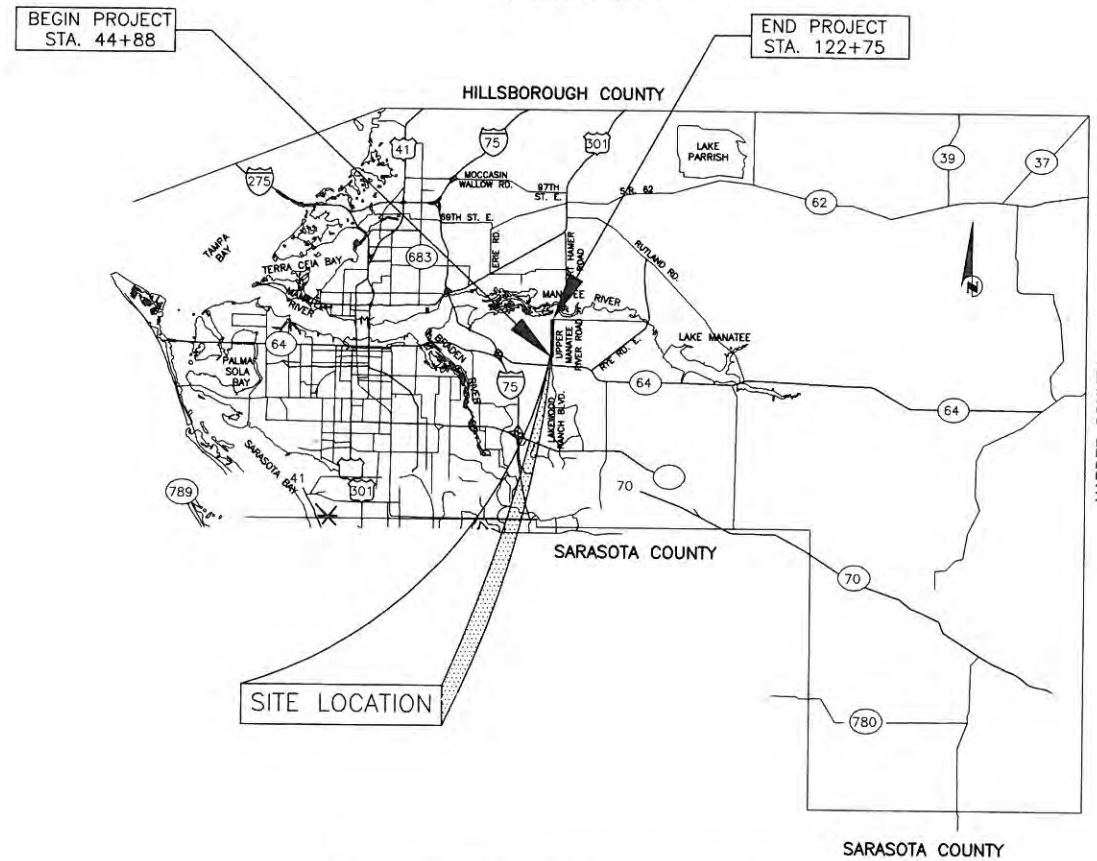 BEGIN PROJECT
STA. 44+88
END PROJECT
STA. 122+75
HILLSBOROUGH COUNTY
41
75
301
LAKE
PARRISH
39
37
275
MOCCASIN
WALLOW RD.
97TH
ST. E.
S.R. 62
62
69TH ST. E.
ERIE RD.
683
TAMPA
BAY
TERRA CEIA BAY
HAMER
ROAD
RUTLAND RD.
N
RIVER
MANATEE RIVER
64
PALMA
SOLA
BAY
BRADEN
RIVER
75
UPPER
MANATEE
RIVER ROAD
RYE RD. E.
LAKE MANATEE
64
64
LAKEWOOD
RANCH BLVD.
SARASOTA BAY
41
301
789
70
SARASOTA COUNTY
70
SITE LOCATION
780
SARASOTA COUNTY